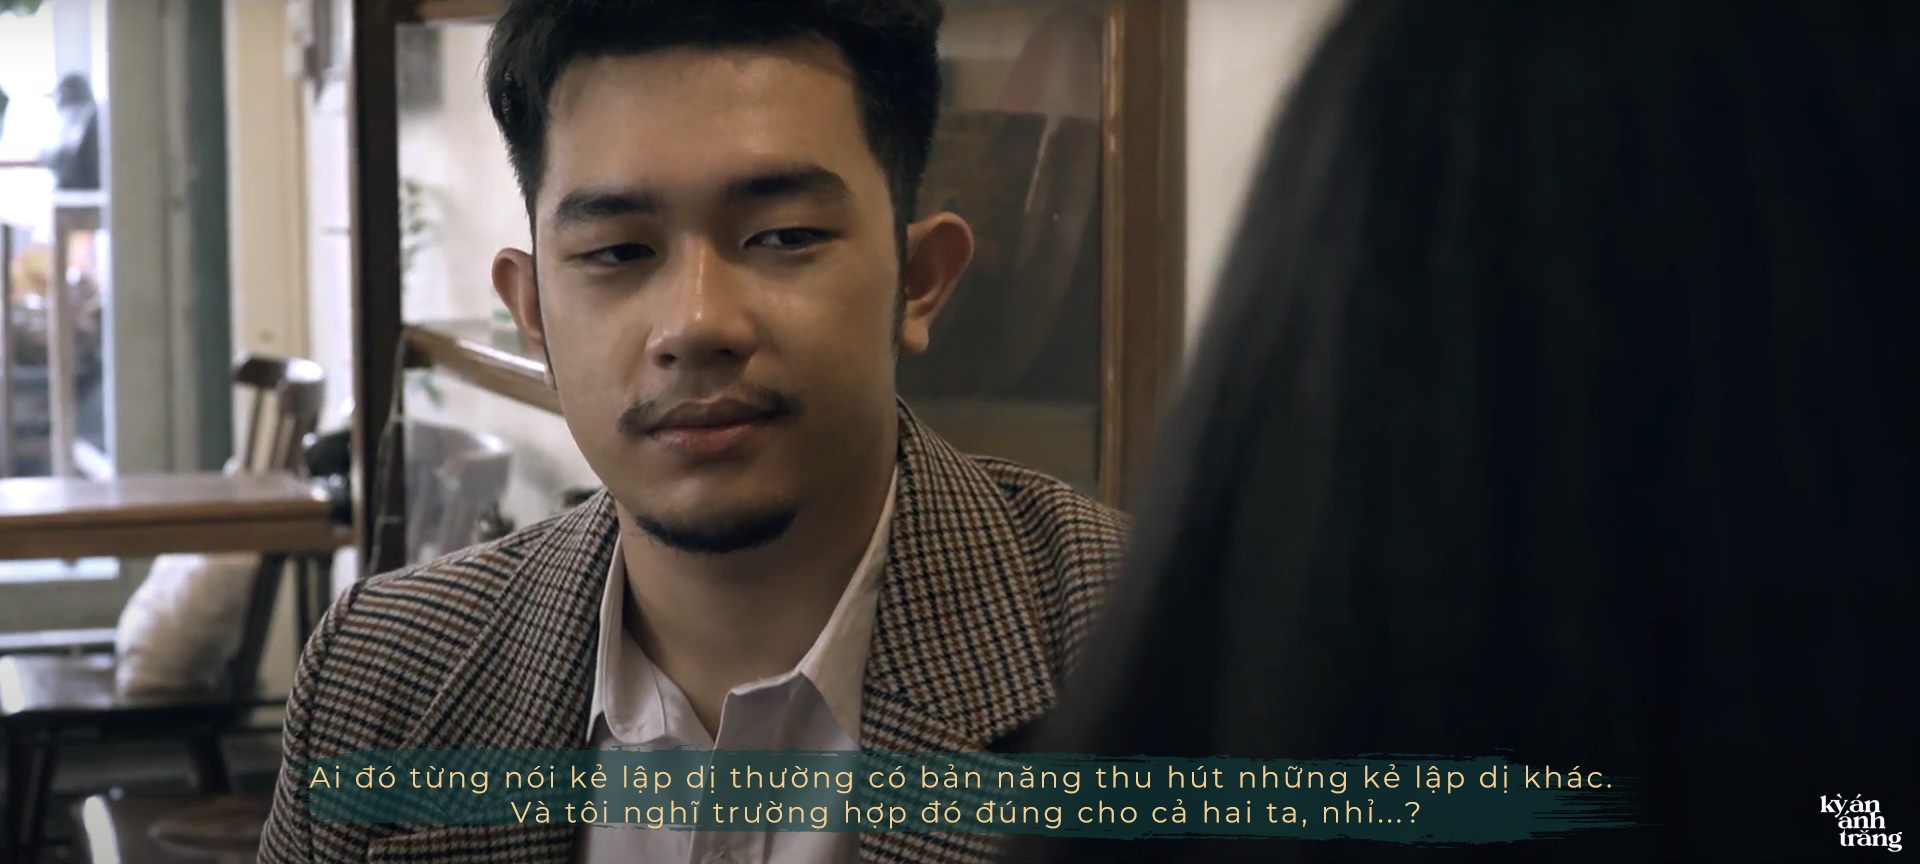 Ai đó từng nói kẻ lập dị thường có bản năng thu hút những kẻ lập dị khác.
Và tôi nghĩ trường hợp đó đúng cho cả hai ta, nhỉ...?
kỳ án
ánh
trăng